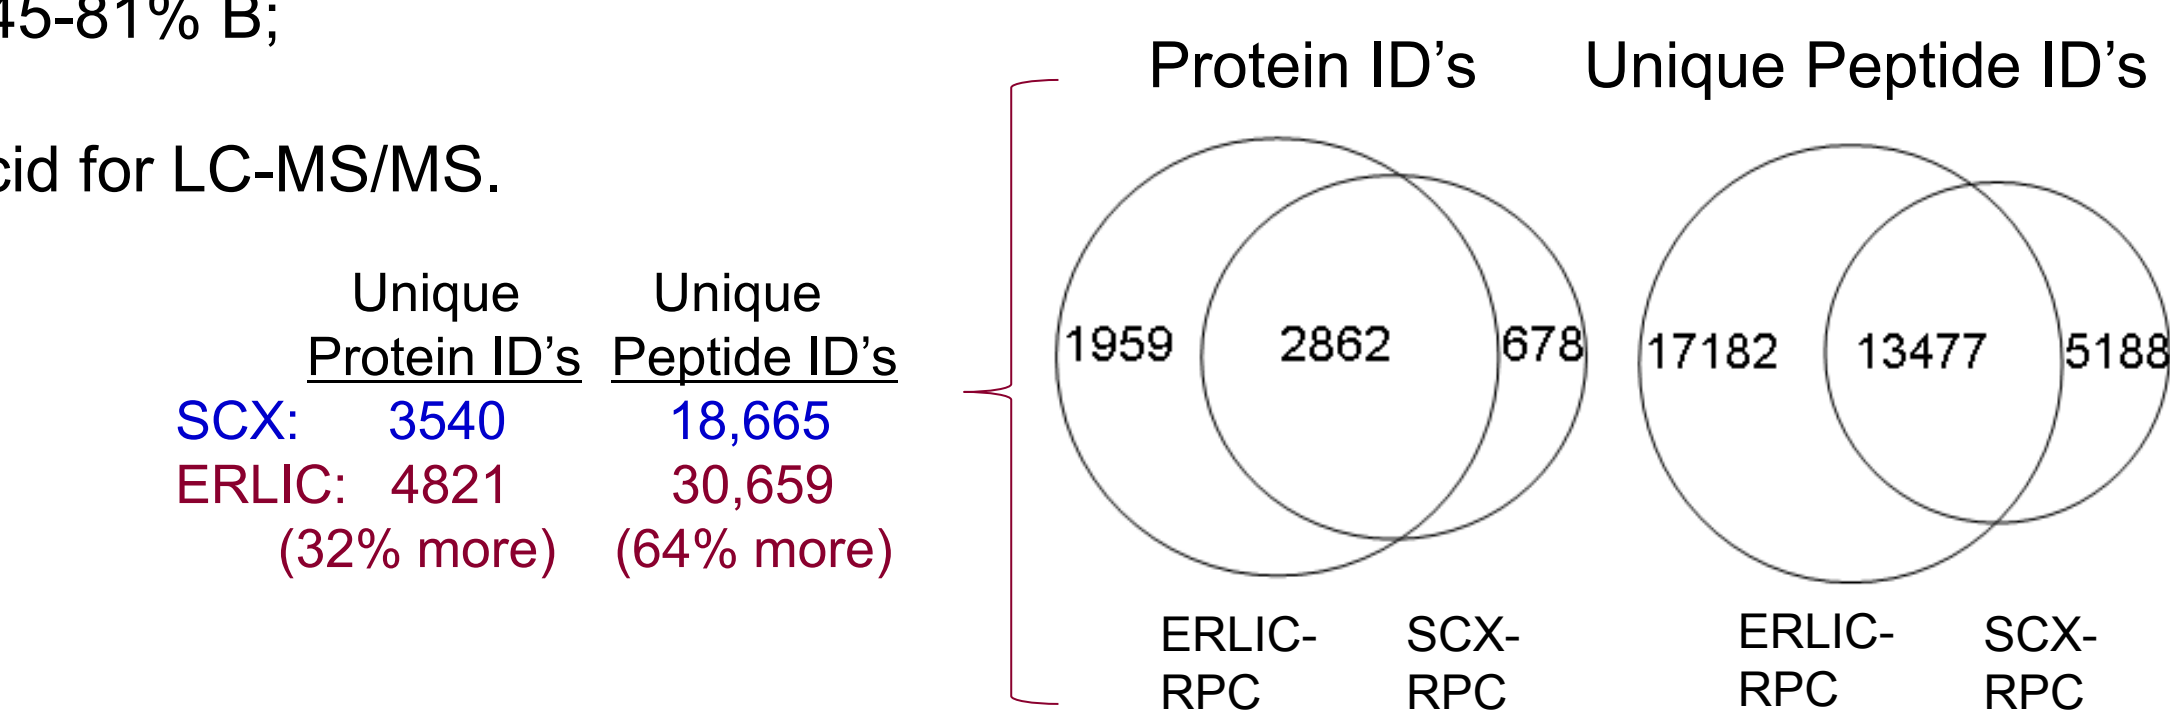 45-81% B;
cid for LC-MS/MS.
Unique Unique
Protein ID’s Peptide ID’s
SCX: 3540 18,665
ERLIC: 4821 30,659
(32% more) (64% more)
Protein ID’s Unique Peptide ID’s
1959 2862 678 17182 13477 5188
ERLIC- SCX- ERLIC- SCX-
RPC RPC RPC RPC